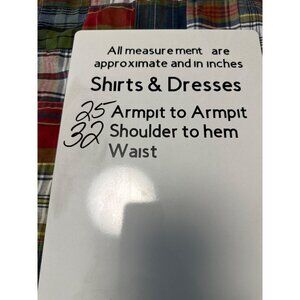 All measurement are
approximate and in inches
Shirts & Dresses
25 Armpit to Armpit
32 Shoulder to hem
Waist